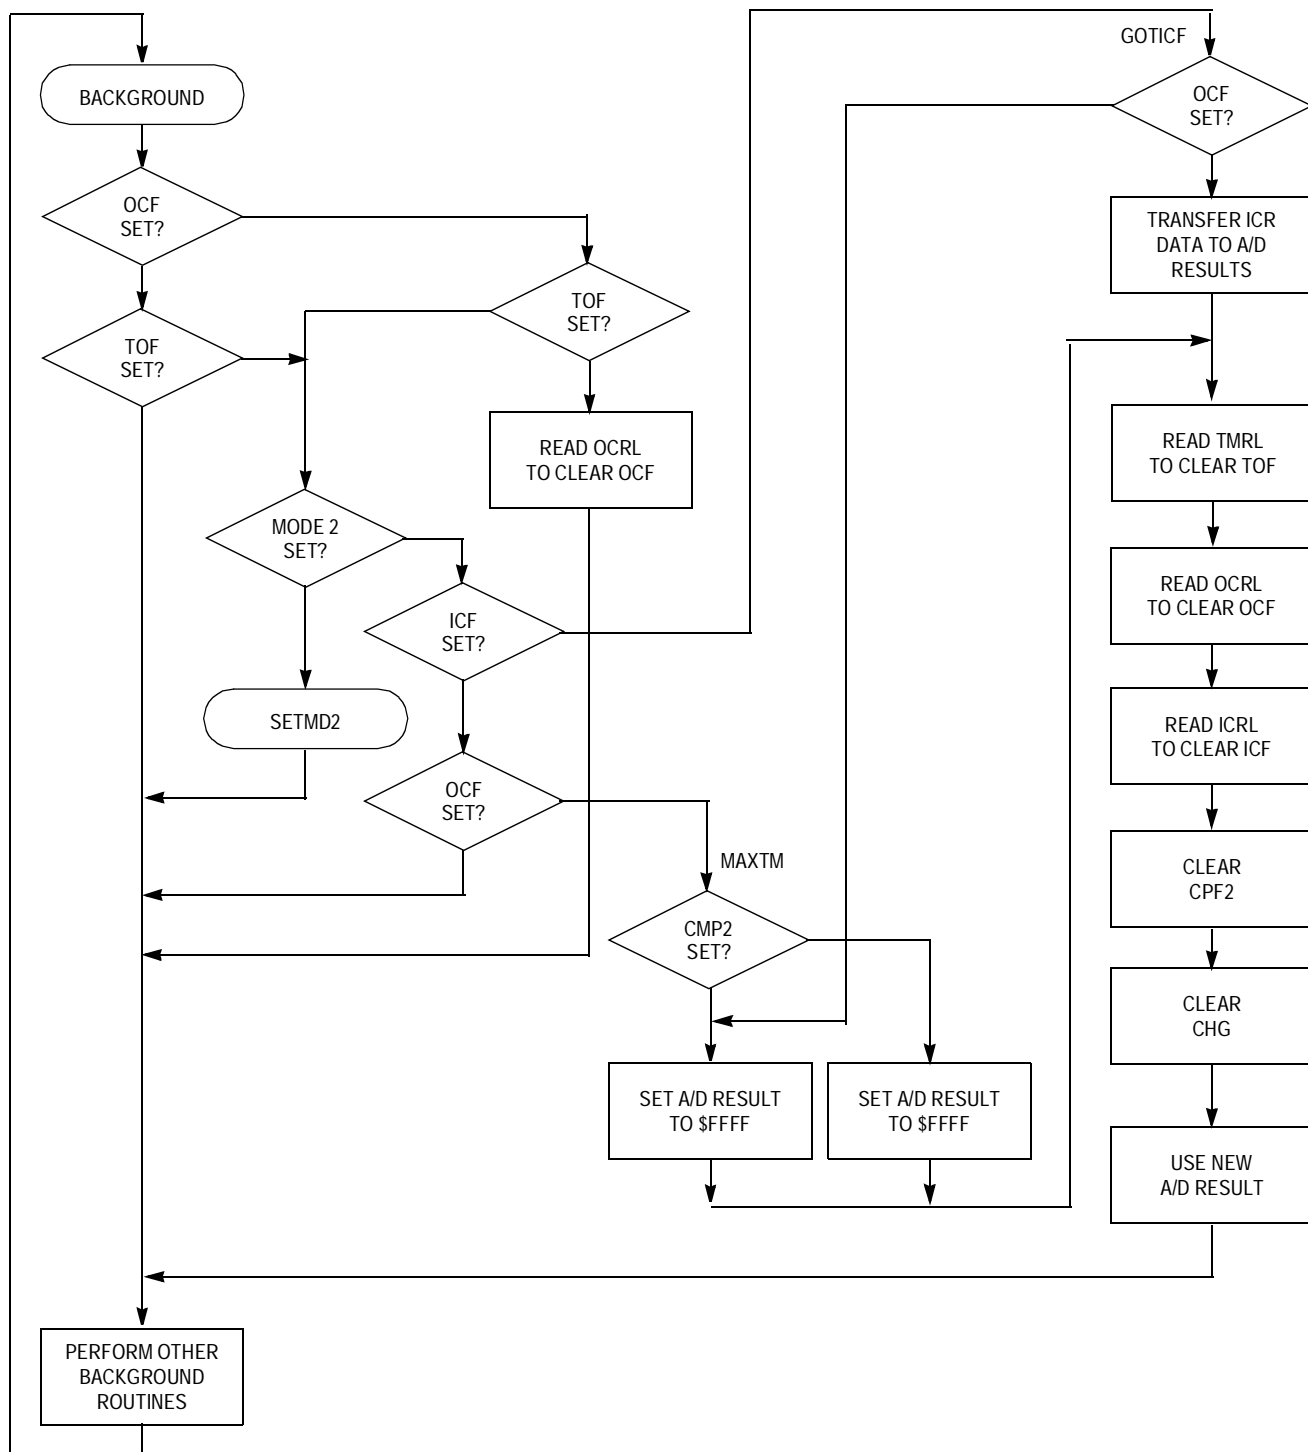 BACKGROUND
OCF
SET?
TOF
SET?
TOF
SET?
READ OCRL
TO CLEAR OCF
MODE 2
SET?
ICF
SET?
SETMD2
OCF
SET?
MAXTM
CMP2
SET?
SET A/D RESULT
TO $FFFF
SET A/D RESULT
TO $FFFF
GOTICF
OCF
SET?
TRANSFER ICR
DATA TO A/D
RESULTS
READ TMRL
TO CLEAR TOF
READ OCRL
TO CLEAR OCF
READ ICRL
TO CLEAR ICF
CLEAR
CPF2
CLEAR
CHG
USE NEW
A/D RESULT
PERFORM OTHER
BACKGROUND
ROUTINES